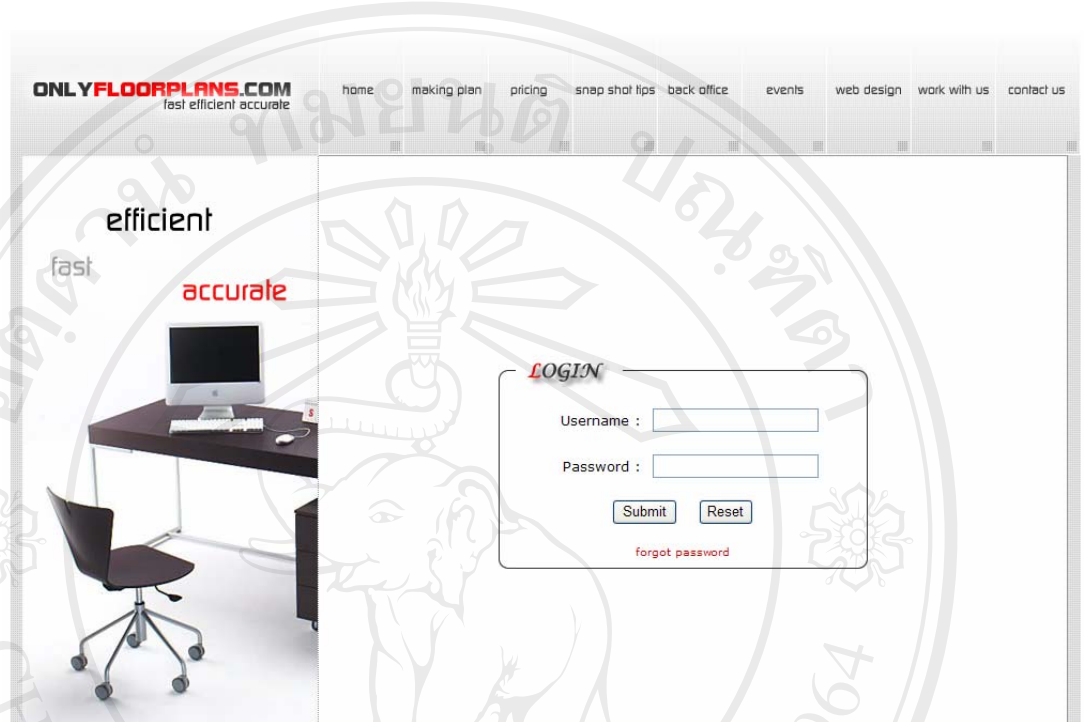 ONLYFLOORPLANS.COM
fast efficient accurate
home making plan pricing snap shot tips back office events web design work with us contact us
efficient
fast
accurate
LOGIN
Username :
Password :
Submit Reset
forgot password
1964